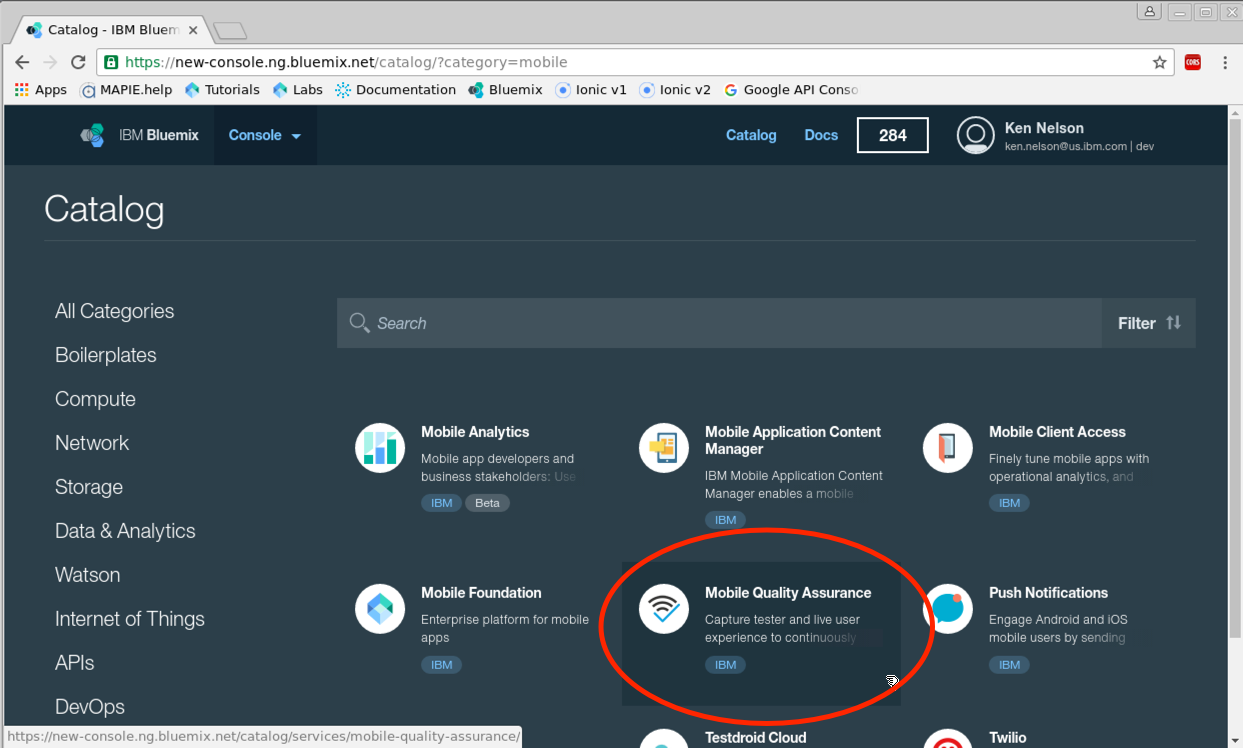 Catalog - IBM Bluem
https://new-console.ng.bluemix.net/catalog/?category=mobile
CORS
Apps MAPIE.help Tutorials Labs Documentation Bluemix Ionic v1 Ionic v2 Google API Conso
IBM Bluemix Console Catalog Docs 284 Ken Nelson
ken.nelson@us.ibm.com | dev
Catalog
All Categories
Boilerplates
Compute
Network
Storage
Data & Analytics
Watson
Internet of Things
APIs
DevOps
Search Filter
Mobile Analytics
Mobile app developers and
business stakeholders: Use
IBM Beta
Mobile Application Content
Manager
IBM Mobile Application Content
Manager enables a mobile
IBM
Mobile Client Access
Finely tune mobile apps with
operational analytics, and
IBM
Mobile Foundation
Enterprise platform for mobile
apps
IBM
Mobile Quality Assurance
Capture tester and live user
experience to continuously
IBM
Push Notifications
Engage Android and iOS
mobile users by sending
IBM
Testdroid Cloud
Twilio
https://new-console.ng.bluemix.net/catalog/services/mobile-quality-assurance/